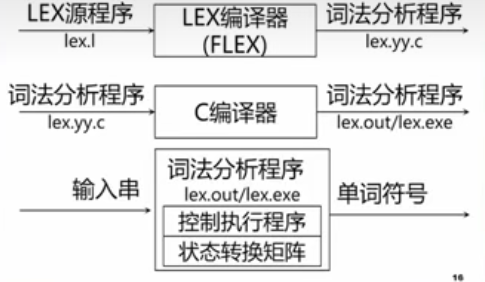 LEX源程序
lex.l
LEX编译器
(FLEX)
词法分析程序
lex.yy.c
词法分析程序
lex.yy.c
C编译器
词法分析程序
lex.out/lex.exe
输入串
词法分析程序
lex.out/lex.exe
控制执行程序
状态转换矩阵
单词符号
16